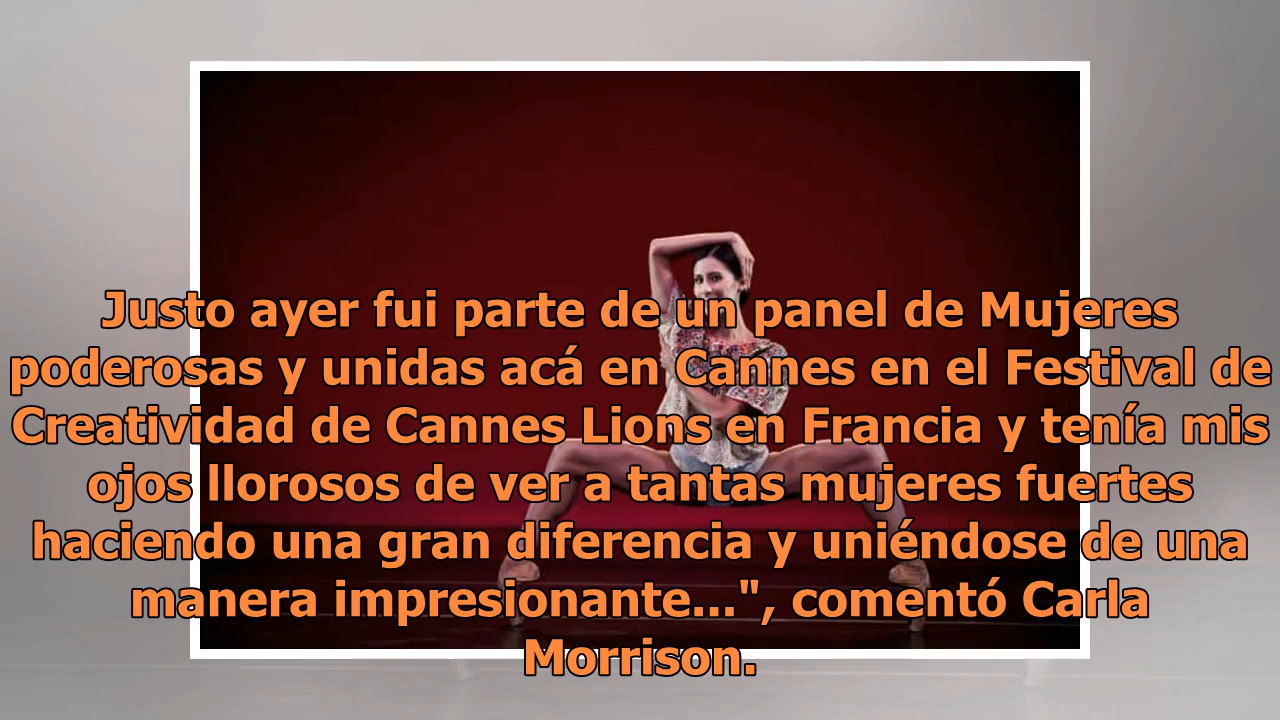 Justo ayer fui parte de un panel de Mujeres
poderosas y unidas acá en Cannes en el Festival de
Creatividad de Cannes Lions en Francia y tenía mis
ojos llorosos de ver a tantas mujeres fuertes
haciendo una gran diferencia y uniéndose de una
manera impresionante...", comentó Carla
Morrison.